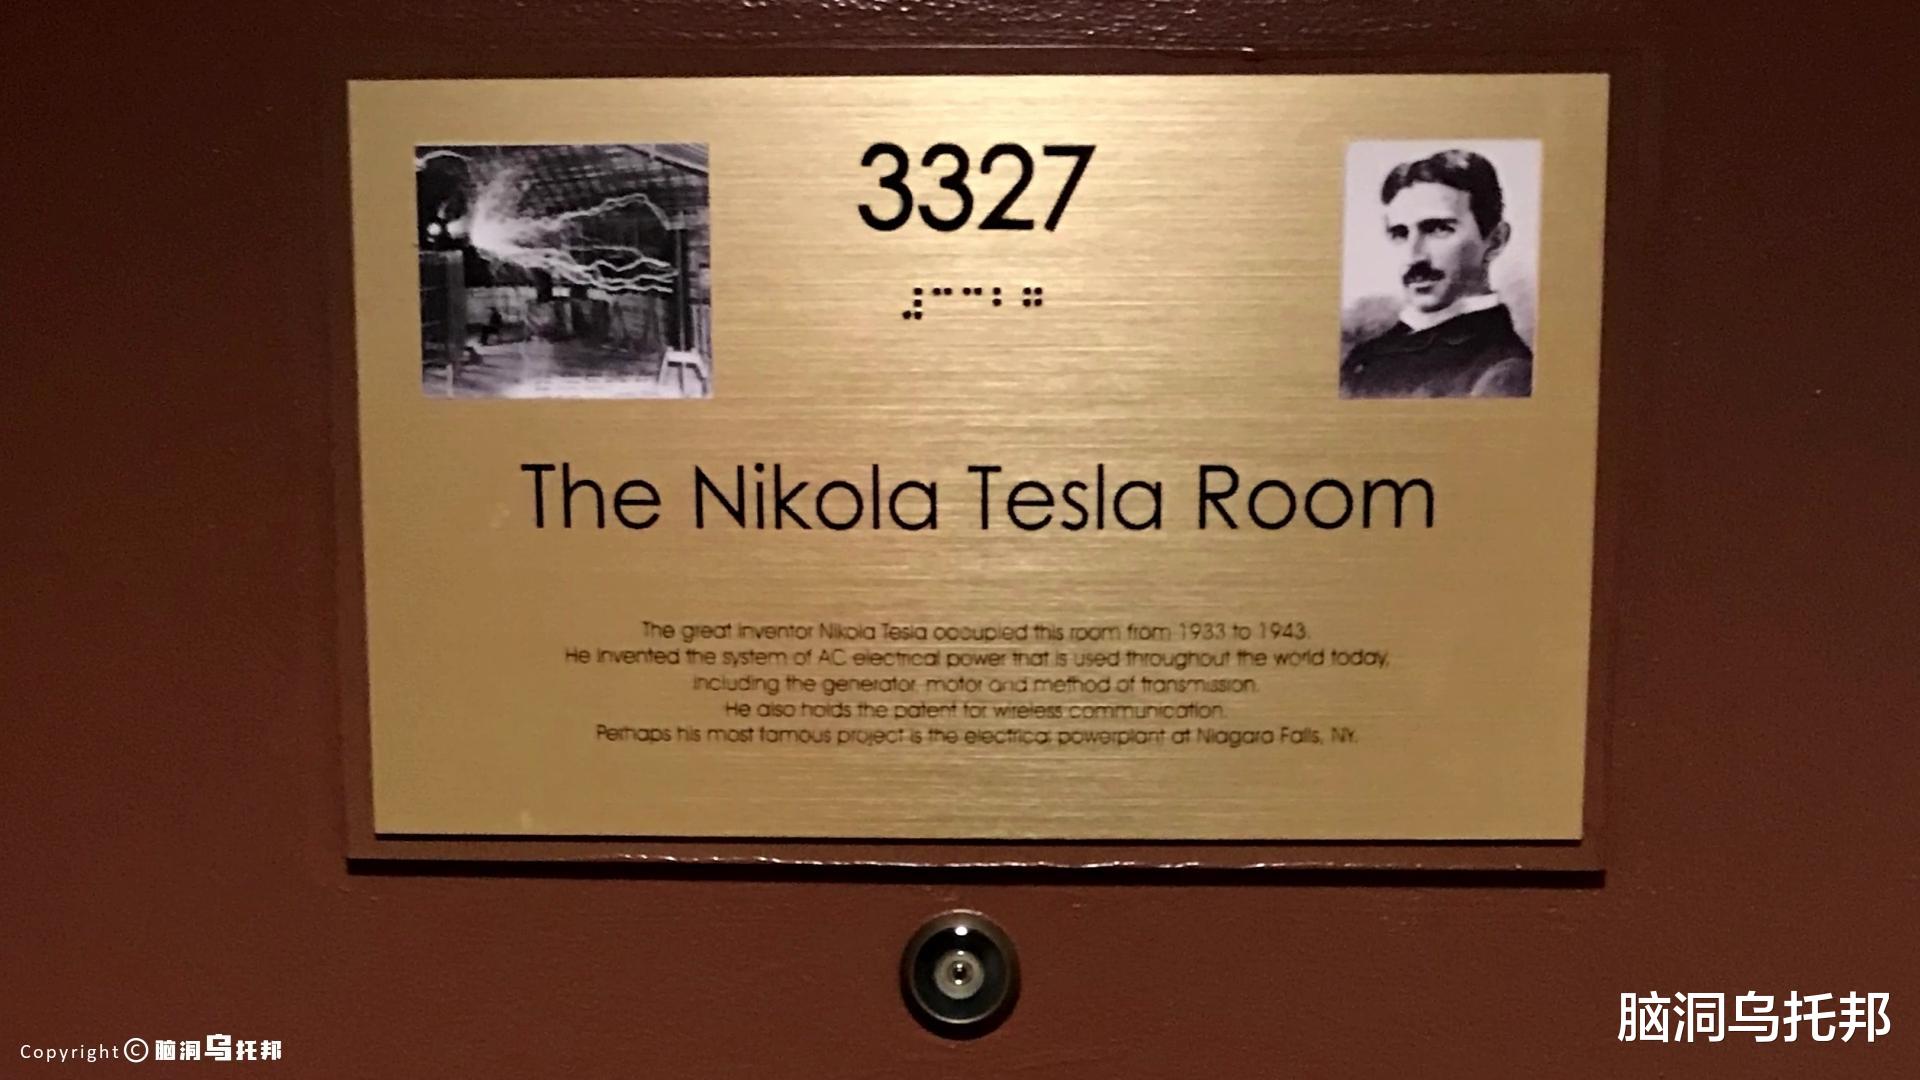 3327
⠼⠉⠉⠃⠛
The Nikola Tesla Room
The great inventor Nikola Tesla occupied this room from 1933 to 1943.
He invented the system of AC electrical power that is used throughout the world today,
including the generator, motor and method of transmission.
He also holds the patent for wireless communication.
Perhaps his most famous project is the electrical powerplant at Niagara Falls, NY.
脑洞乌托邦
Copyright © 脑洞乌托邦